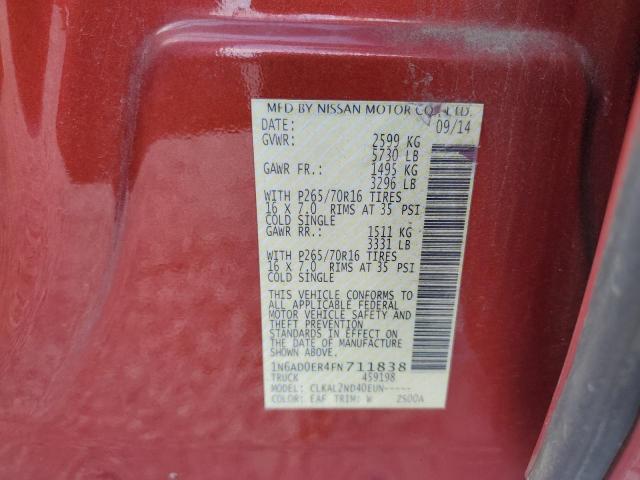 MFD BY NISSAN MOTOR CO., LTD.
DATE: 09/14
GVWR: 2599 KG
5730 LB
GAWR FR.: 1495 KG
3296 LB
WITH P265/70R16 TIRES
16 X 7.0 RIMS AT 35 PSI
COLD SINGLE
GAWR RR.: 1511 KG
3331 LB
WITH P265/70R16 TIRES
16 X 7.0 RIMS AT 35 PSI
COLD SINGLE
THIS VEHICLE CONFORMS TO
ALL APPLICABLE FEDERAL
MOTOR VEHICLE SAFETY AND
THEFT PREVENTION
STANDARDS IN EFFECT ON
THE DATE OF MANUFACTURE
SHOWN ABOVE.
1N6AD0ER4FN711838
TRUCK 459198
MODEL: CLKAL2ND40EUN-----
COLOR: EAF TRIM: W 2500A